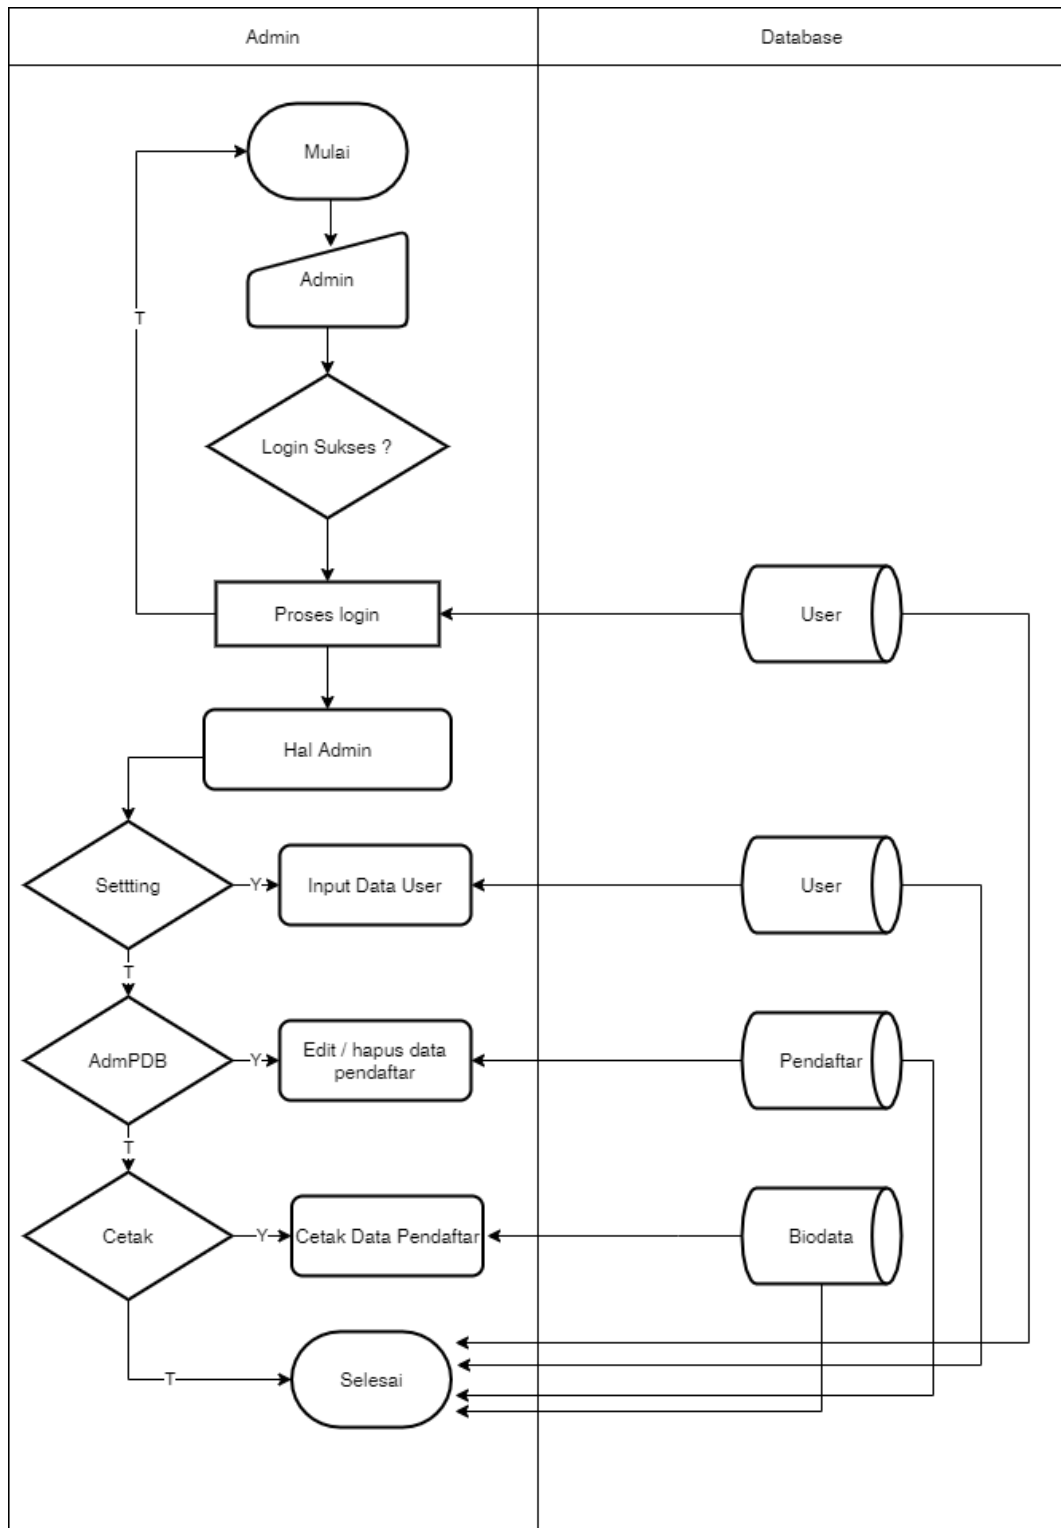 Admin
Database
Mulai
Admin
T
Login Sukses ?
Proses login
User
Hal Admin
Settting
Y
Input Data User
User
T
AdmPDB
Y
Edit / hapus data
pendaftar
Pendaftar
T
Cetak
Y
Cetak Data Pendaftar
Biodata
T
Selesai